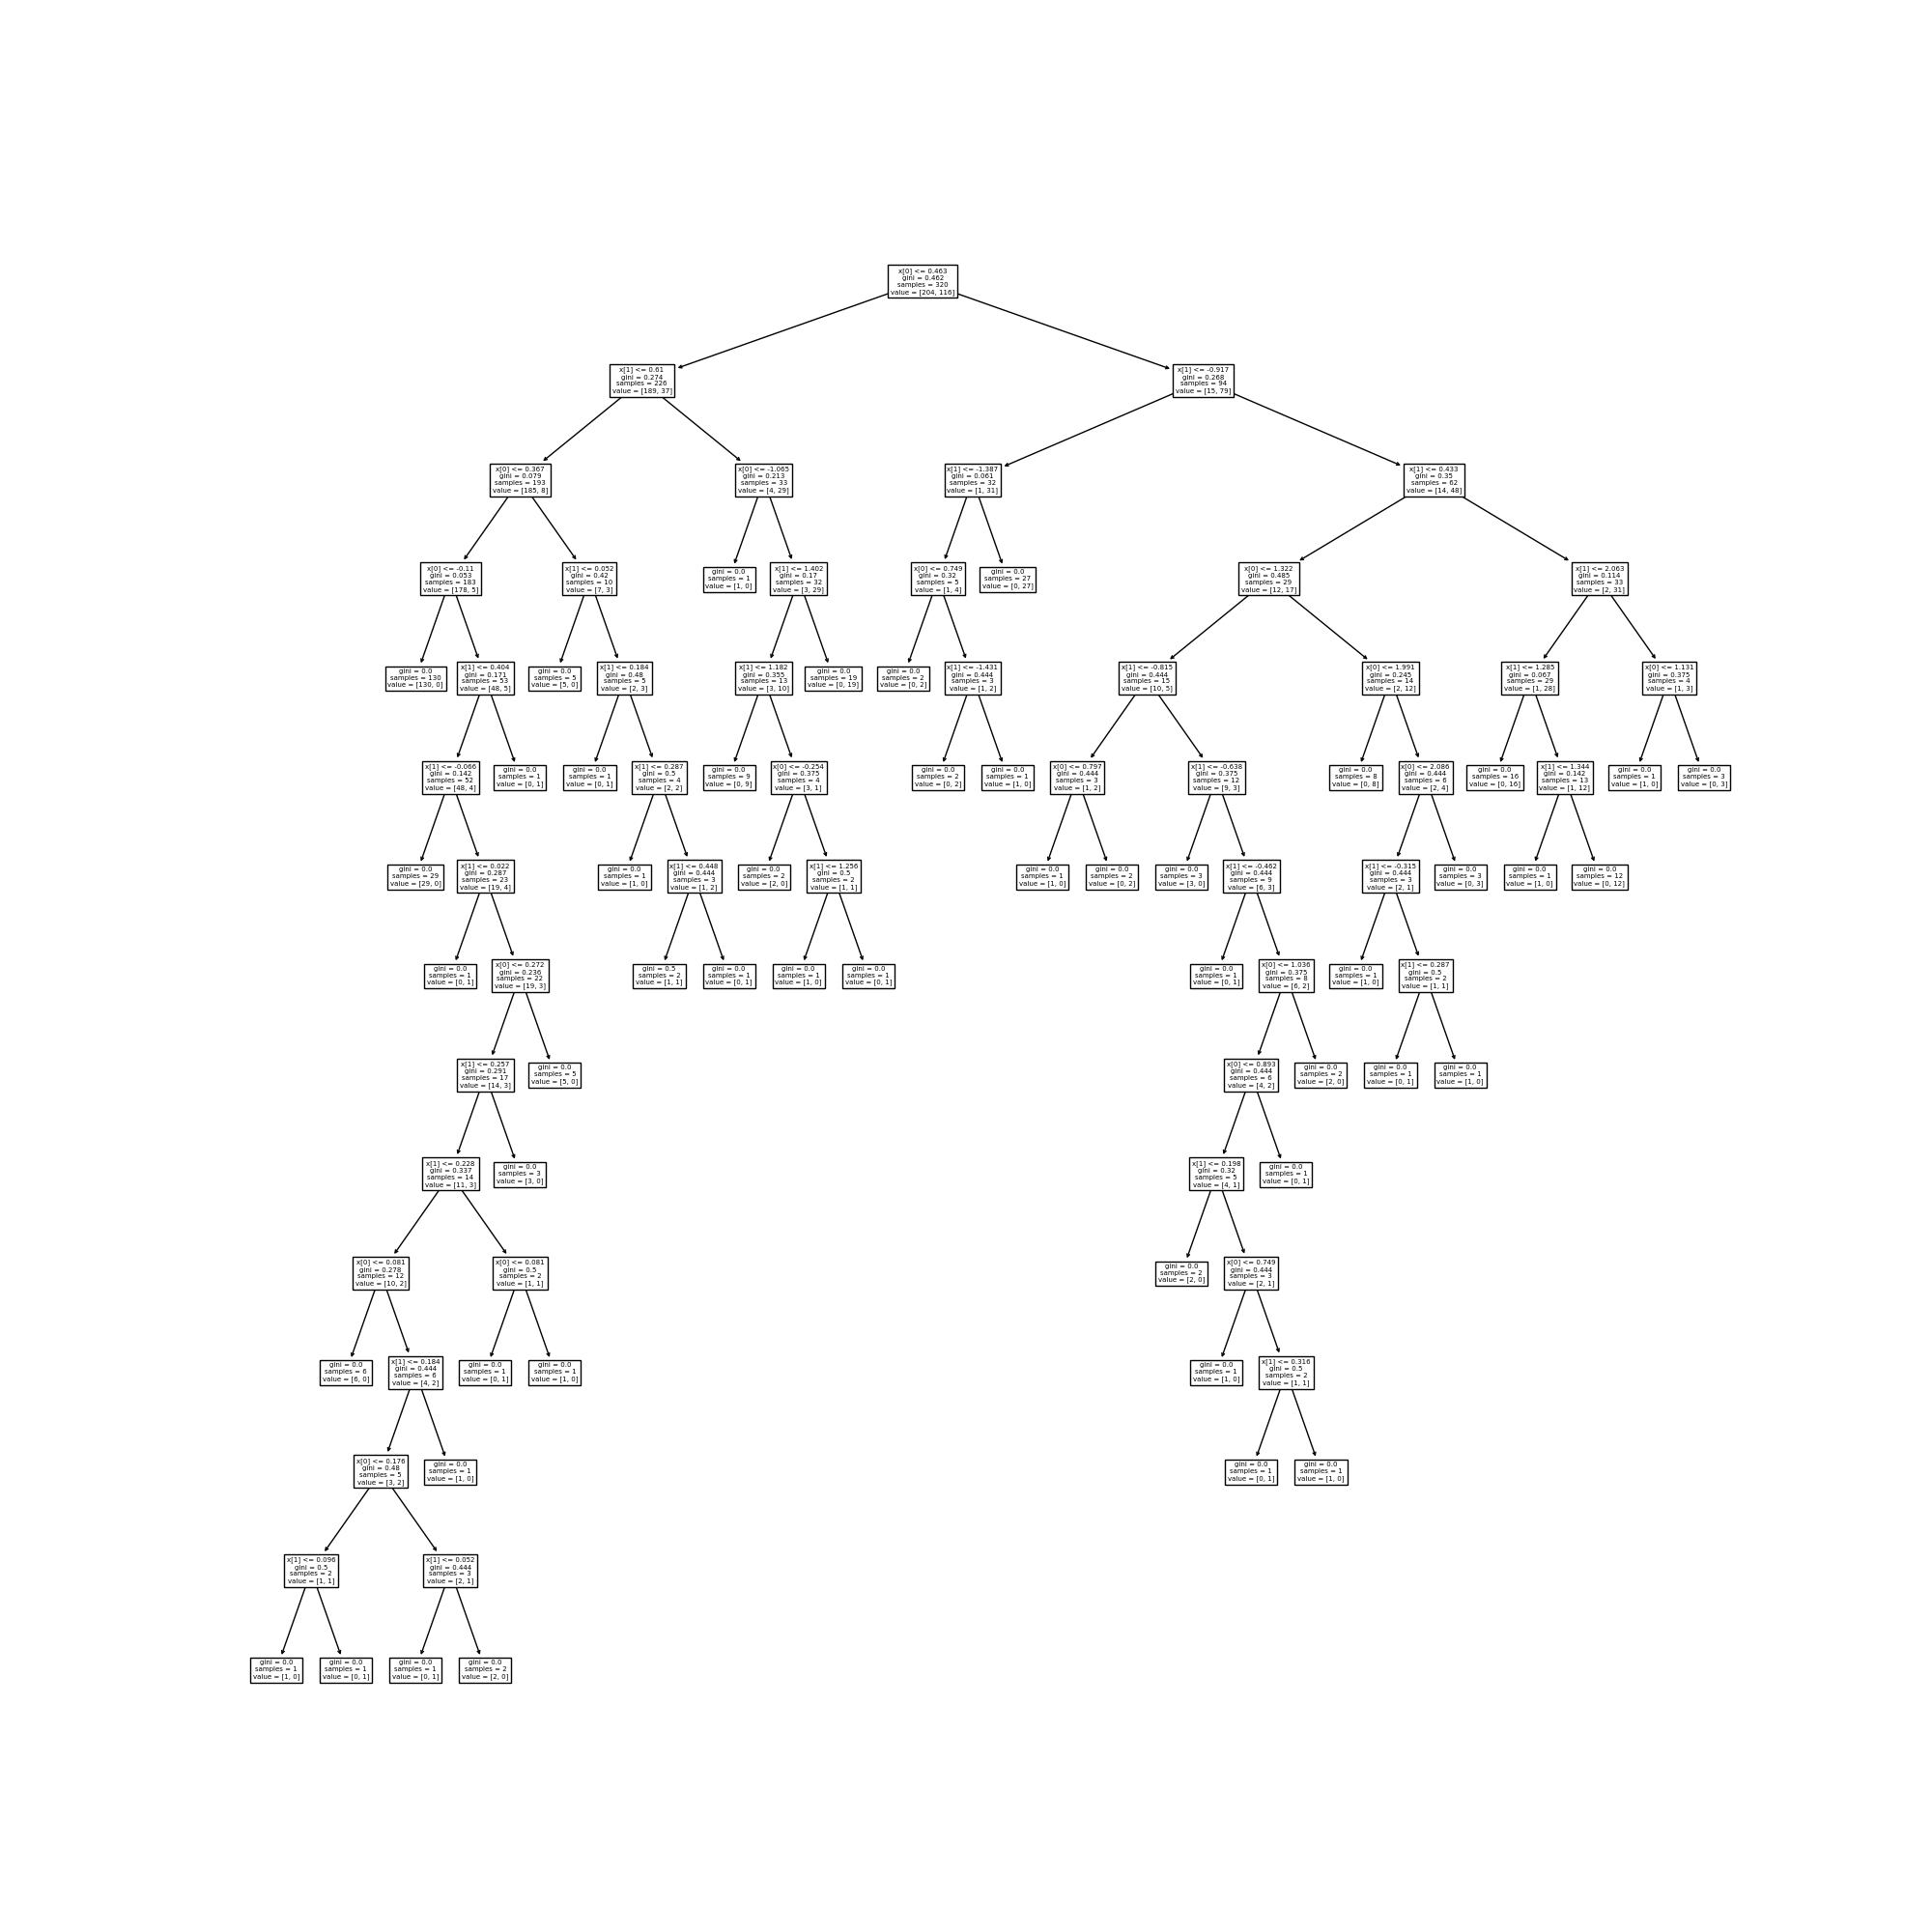 x[0] <= 0.463
gini = 0.462
samples = 320
value = [204, 116]
x[1] <= 0.61
gini = 0.274
samples = 226
value = [189, 37]
x[1] <= -0.917
gini = 0.268
samples = 94
value = [15, 79]
x[0] <= 0.367
gini = 0.079
samples = 193
value = [185, 8]
x[0] <= -1.065
gini = 0.213
samples = 33
value = [4, 29]
x[1] <= -1.387
gini = 0.061
samples = 32
value = [1, 31]
x[1] <= 0.433
gini = 0.35
samples = 62
value = [14, 48]
x[0] <= -0.11
gini = 0.053
samples = 183
value = [178, 5]
x[1] <= 0.052
gini = 0.42
samples = 10
value = [7, 3]
gini = 0.0
samples = 1
value = [1, 0]
x[1] <= 1.402
gini = 0.17
samples = 32
value = [3, 29]
x[0] <= 0.749
gini = 0.32
samples = 5
value = [1, 4]
gini = 0.0
samples = 27
value = [0, 27]
x[0] <= 1.322
gini = 0.485
samples = 29
value = [12, 17]
x[1] <= 2.063
gini = 0.114
samples = 33
value = [2, 31]
gini = 0.0
samples = 130
value = [130, 0]
x[1] <= 0.404
gini = 0.171
samples = 53
value = [48, 5]
gini = 0.0
samples = 5
value = [5, 0]
x[1] <= 0.184
gini = 0.48
samples = 5
value = [2, 3]
x[1] <= 1.182
gini = 0.355
samples = 13
value = [3, 10]
gini = 0.0
samples = 19
value = [0, 19]
gini = 0.0
samples = 2
value = [0, 2]
x[1] <= -1.431
gini = 0.444
samples = 3
value = [1, 2]
x[1] <= -0.815
gini = 0.444
samples = 15
value = [10, 5]
x[0] <= 1.991
gini = 0.245
samples = 14
value = [2, 12]
x[1] <= 1.285
gini = 0.067
samples = 29
value = [1, 28]
x[0] <= 1.131
gini = 0.375
samples = 4
value = [1, 3]
x[1] <= -0.066
gini = 0.142
samples = 52
value = [48, 4]
gini = 0.0
samples = 1
value = [0, 1]
gini = 0.0
samples = 1
value = [0, 1]
x[1] <= 0.287
gini = 0.5
samples = 4
value = [2, 2]
gini = 0.0
samples = 9
value = [0, 9]
x[0] <= -0.254
gini = 0.375
samples = 4
value = [3, 1]
gini = 0.0
samples = 2
value = [0, 2]
gini = 0.0
samples = 1
value = [1, 0]
x[0] <= 0.797
gini = 0.444
samples = 3
value = [1, 2]
x[1] <= -0.638
gini = 0.375
samples = 12
value = [9, 3]
gini = 0.0
samples = 8
value = [0, 8]
x[0] <= 2.086
gini = 0.444
samples = 6
value = [2, 4]
gini = 0.0
samples = 16
value = [0, 16]
x[1] <= 1.344
gini = 0.142
samples = 13
value = [1, 12]
gini = 0.0
samples = 1
value = [1, 0]
gini = 0.0
samples = 3
value = [0, 3]
gini = 0.0
samples = 29
value = [29, 0]
x[1] <= 0.022
gini = 0.287
samples = 23
value = [19, 4]
gini = 0.0
samples = 1
value = [1, 0]
x[1] <= 0.448
gini = 0.444
samples = 3
value = [1, 2]
gini = 0.0
samples = 2
value = [2, 0]
x[1] <= 1.256
gini = 0.5
samples = 2
value = [1, 1]
gini = 0.0
samples = 1
value = [1, 0]
gini = 0.0
samples = 2
value = [0, 2]
gini = 0.0
samples = 3
value = [3, 0]
x[1] <= -0.462
gini = 0.444
samples = 9
value = [6, 3]
x[1] <= -0.315
gini = 0.444
samples = 3
value = [2, 1]
gini = 0.0
samples = 3
value = [0, 3]
gini = 0.0
samples = 1
value = [1, 0]
gini = 0.0
samples = 12
value = [0, 12]
gini = 0.0
samples = 1
value = [0, 1]
x[0] <= 0.272
gini = 0.236
samples = 22
value = [19, 3]
gini = 0.5
samples = 2
value = [1, 1]
gini = 0.0
samples = 1
value = [0, 1]
gini = 0.0
samples = 1
value = [1, 0]
gini = 0.0
samples = 1
value = [0, 1]
gini = 0.0
samples = 1
value = [0, 1]
x[0] <= 1.036
gini = 0.375
samples = 8
value = [6, 2]
gini = 0.0
samples = 1
value = [1, 0]
x[1] <= 0.287
gini = 0.5
samples = 2
value = [1, 1]
x[1] <= 0.257
gini = 0.291
samples = 17
value = [14, 3]
gini = 0.0
samples = 5
value = [5, 0]
x[0] <= 0.893
gini = 0.444
samples = 6
value = [4, 2]
gini = 0.0
samples = 2
value = [2, 0]
gini = 0.0
samples = 1
value = [0, 1]
gini = 0.0
samples = 1
value = [1, 0]
x[1] <= 0.228
gini = 0.337
samples = 14
value = [11, 3]
gini = 0.0
samples = 3
value = [3, 0]
x[1] <= 0.198
gini = 0.32
samples = 5
value = [4, 1]
gini = 0.0
samples = 1
value = [0, 1]
x[0] <= 0.081
gini = 0.278
samples = 12
value = [10, 2]
x[0] <= 0.081
gini = 0.5
samples = 2
value = [1, 1]
gini = 0.0
samples = 2
value = [2, 0]
x[0] <= 0.749
gini = 0.444
samples = 3
value = [2, 1]
gini = 0.0
samples = 6
value = [6, 0]
x[1] <= 0.184
gini = 0.444
samples = 6
value = [4, 2]
gini = 0.0
samples = 1
value = [0, 1]
gini = 0.0
samples = 1
value = [1, 0]
gini = 0.0
samples = 1
value = [1, 0]
x[1] <= 0.316
gini = 0.5
samples = 2
value = [1, 1]
x[0] <= 0.176
gini = 0.48
samples = 5
value = [3, 2]
gini = 0.0
samples = 1
value = [1, 0]
gini = 0.0
samples = 1
value = [0, 1]
gini = 0.0
samples = 1
value = [1, 0]
x[1] <= 0.096
gini = 0.5
samples = 2
value = [1, 1]
x[1] <= 0.052
gini = 0.444
samples = 3
value = [2, 1]
gini = 0.0
samples = 1
value = [1, 0]
gini = 0.0
samples = 1
value = [0, 1]
gini = 0.0
samples = 1
value = [0, 1]
gini = 0.0
samples = 2
value = [2, 0]